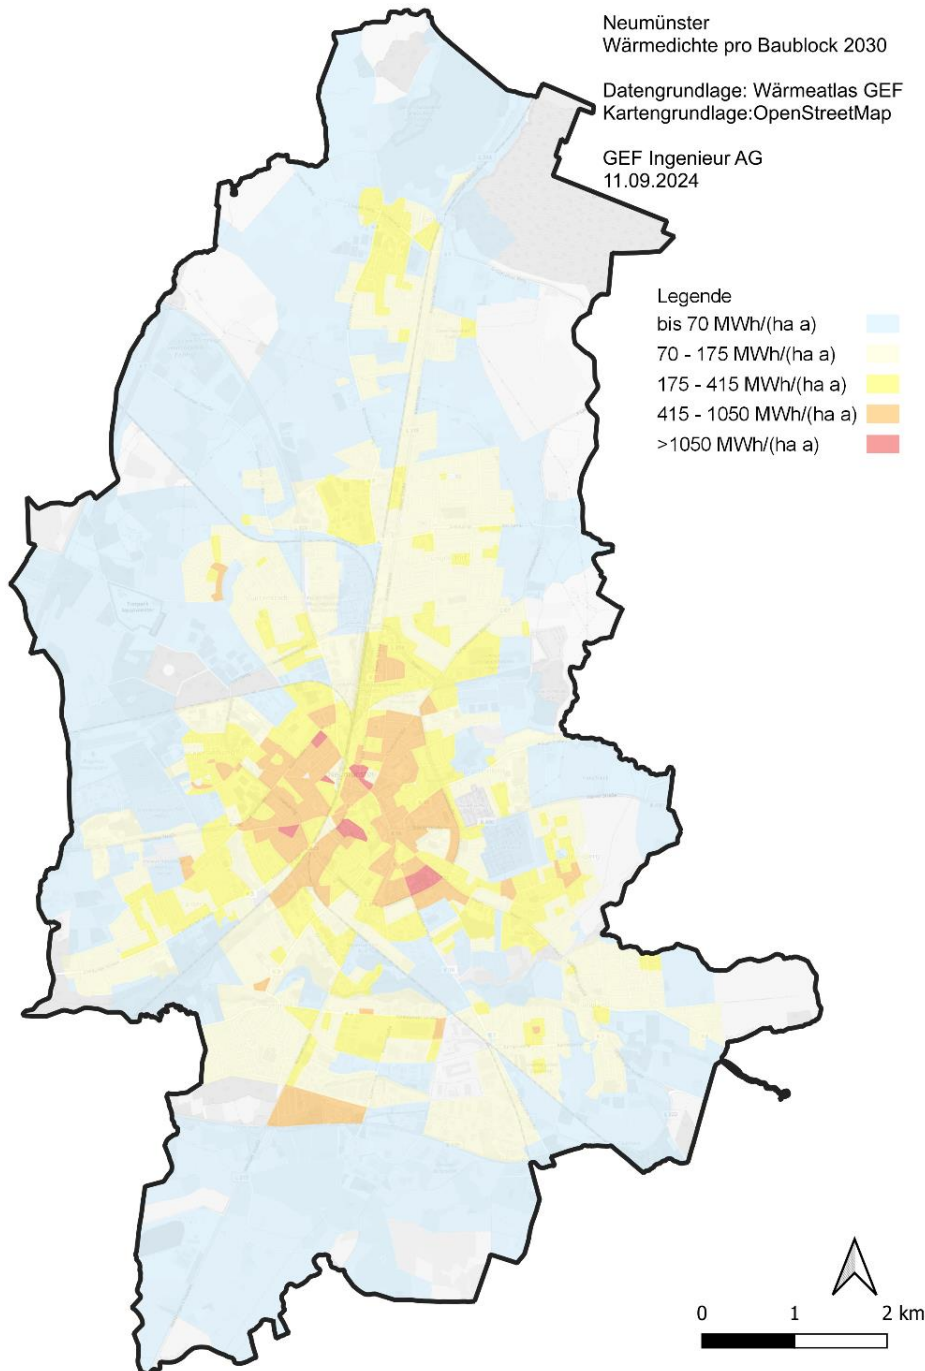 Neumünster
Wärmedichte pro Baublock 2030
Datengrundlage: Wärmeatlas GEF
Kartengrundlage:OpenStreetMap
GEF Ingenieur AG
11.09.2024
Legende
bis 70 MWh/(ha a)
70 - 175 MWh/(ha a)
175 - 415 MWh/(ha a)
415 - 1050 MWh/(ha a)
>1050 MWh/(ha a)
0 1 2 km